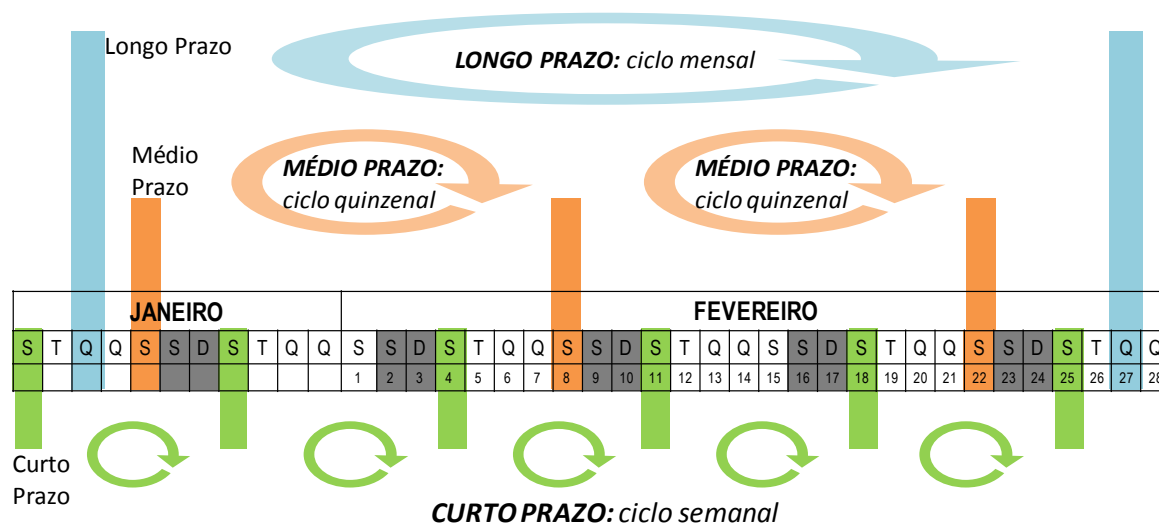 Longo Prazo
LONGO PRAZO: ciclo mensal
Médio
Prazo
MÉDIO PRAZO:
ciclo quinzenal
MÉDIO PRAZO:
ciclo quinzenal
JANEIRO FEVEREIRO
S T Q Q S S D S T Q Q S S D S T Q Q S S D S T Q Q S S D S T Q Q S S D S T Q Q
1 2 3 4 5 6 7 8 9 10 11 12 13 14 15 16 17 18 19 20 21 22 23 24 25 26 27 28
Curto
Prazo
CURTO PRAZO: ciclo semanal